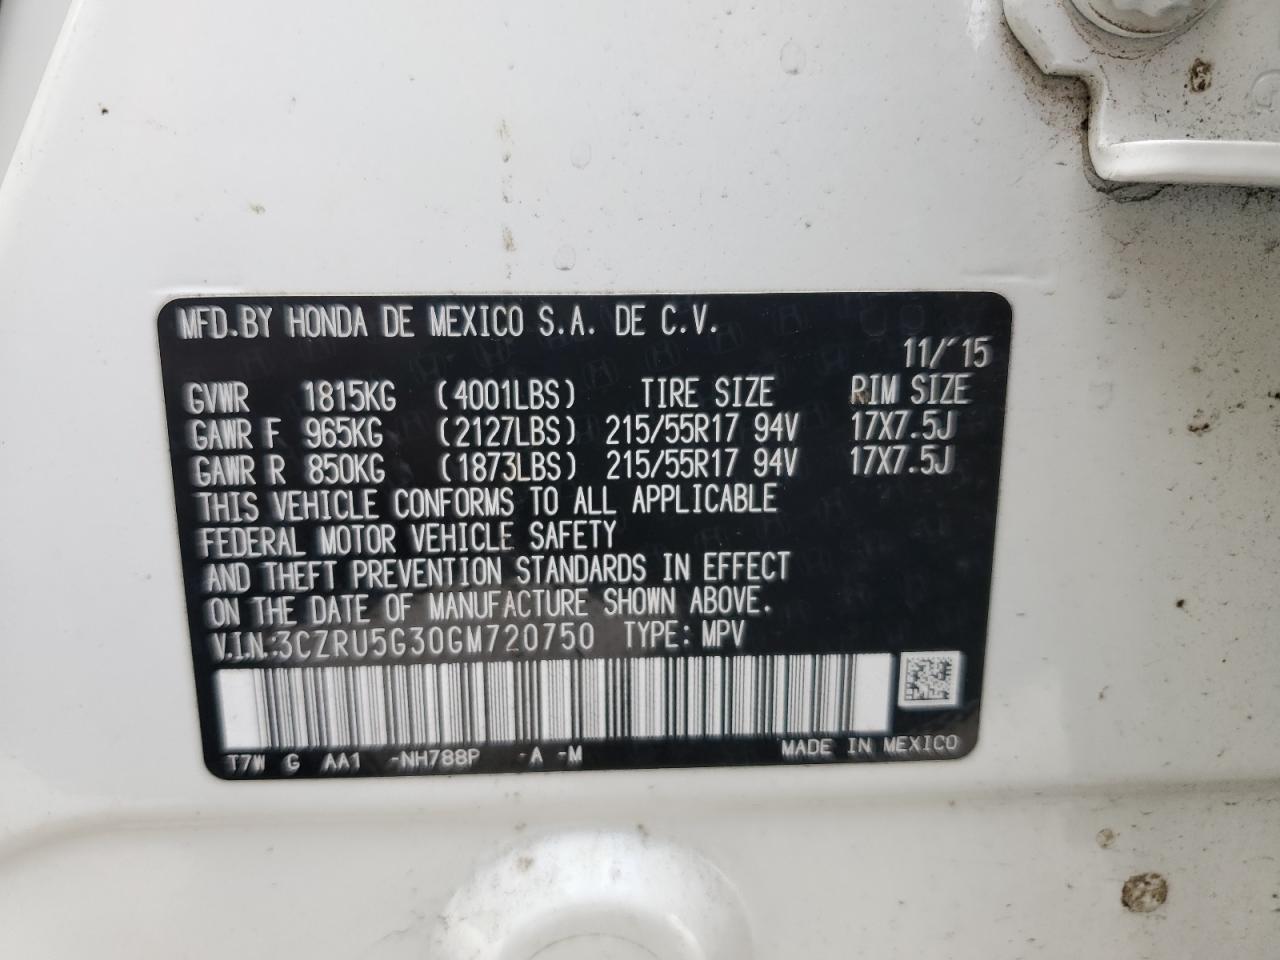 MFD.BY HONDA DE MEXICO S.A. DE C.V.
11/'15
GVWR 1815KG (4001LBS) TIRE SIZE RIM SIZE
GAWR F 965KG (2127LBS) 215/55R17 94V 17X7.5J
GAWR R 850KG (1873LBS) 215/55R17 94V 17X7.5J
THIS VEHICLE CONFORMS TO ALL APPLICABLE
FEDERAL MOTOR VEHICLE SAFETY
AND THEFT PREVENTION STANDARDS IN EFFECT
ON THE DATE OF MANUFACTURE SHOWN ABOVE.
V.I.N.:3CZRU5G30GM720750 TYPE: MPV
T7W G AA1 -NH788P -A -M MADE IN MEXICO